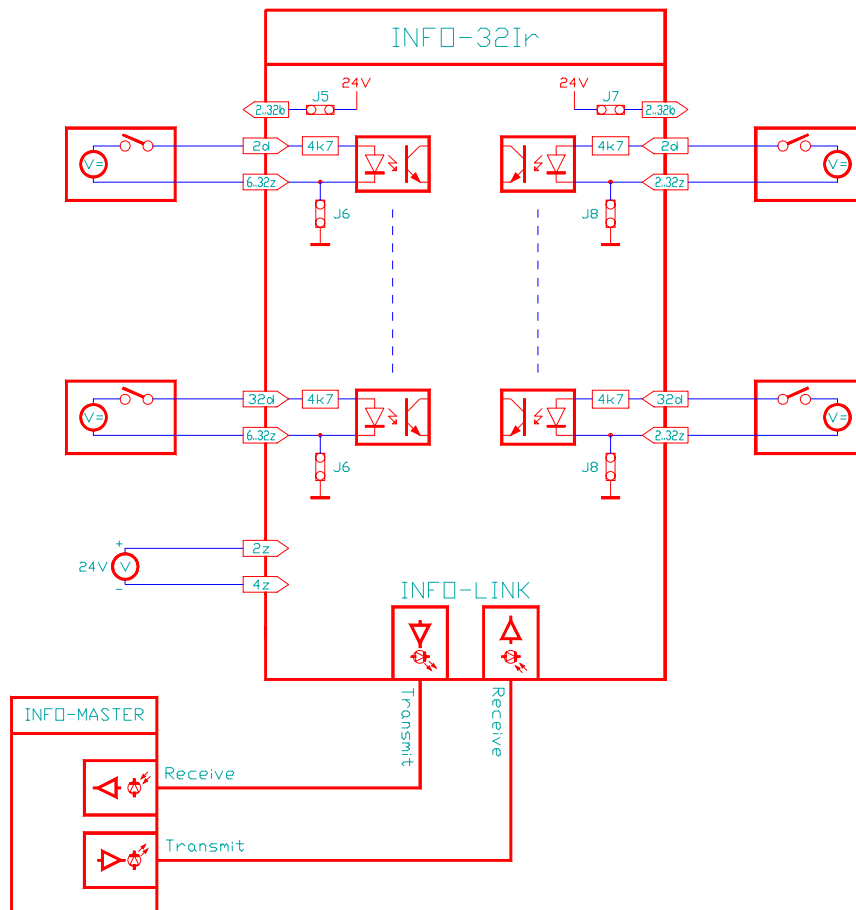 INFO-32Ir
24V
24V
J5
J7
2..32b
2..32b
2d
4k7
4k7
2d
V=
V=
6..32z
2..32z
J6
J8
32d
4k7
4k7
32d
V=
V=
6..32z
2..32z
J6
J8
+
2z
24V
V
-
4z
INFO-LINK
Transmit
Receive
INFO-MASTER
Receive
Transmit